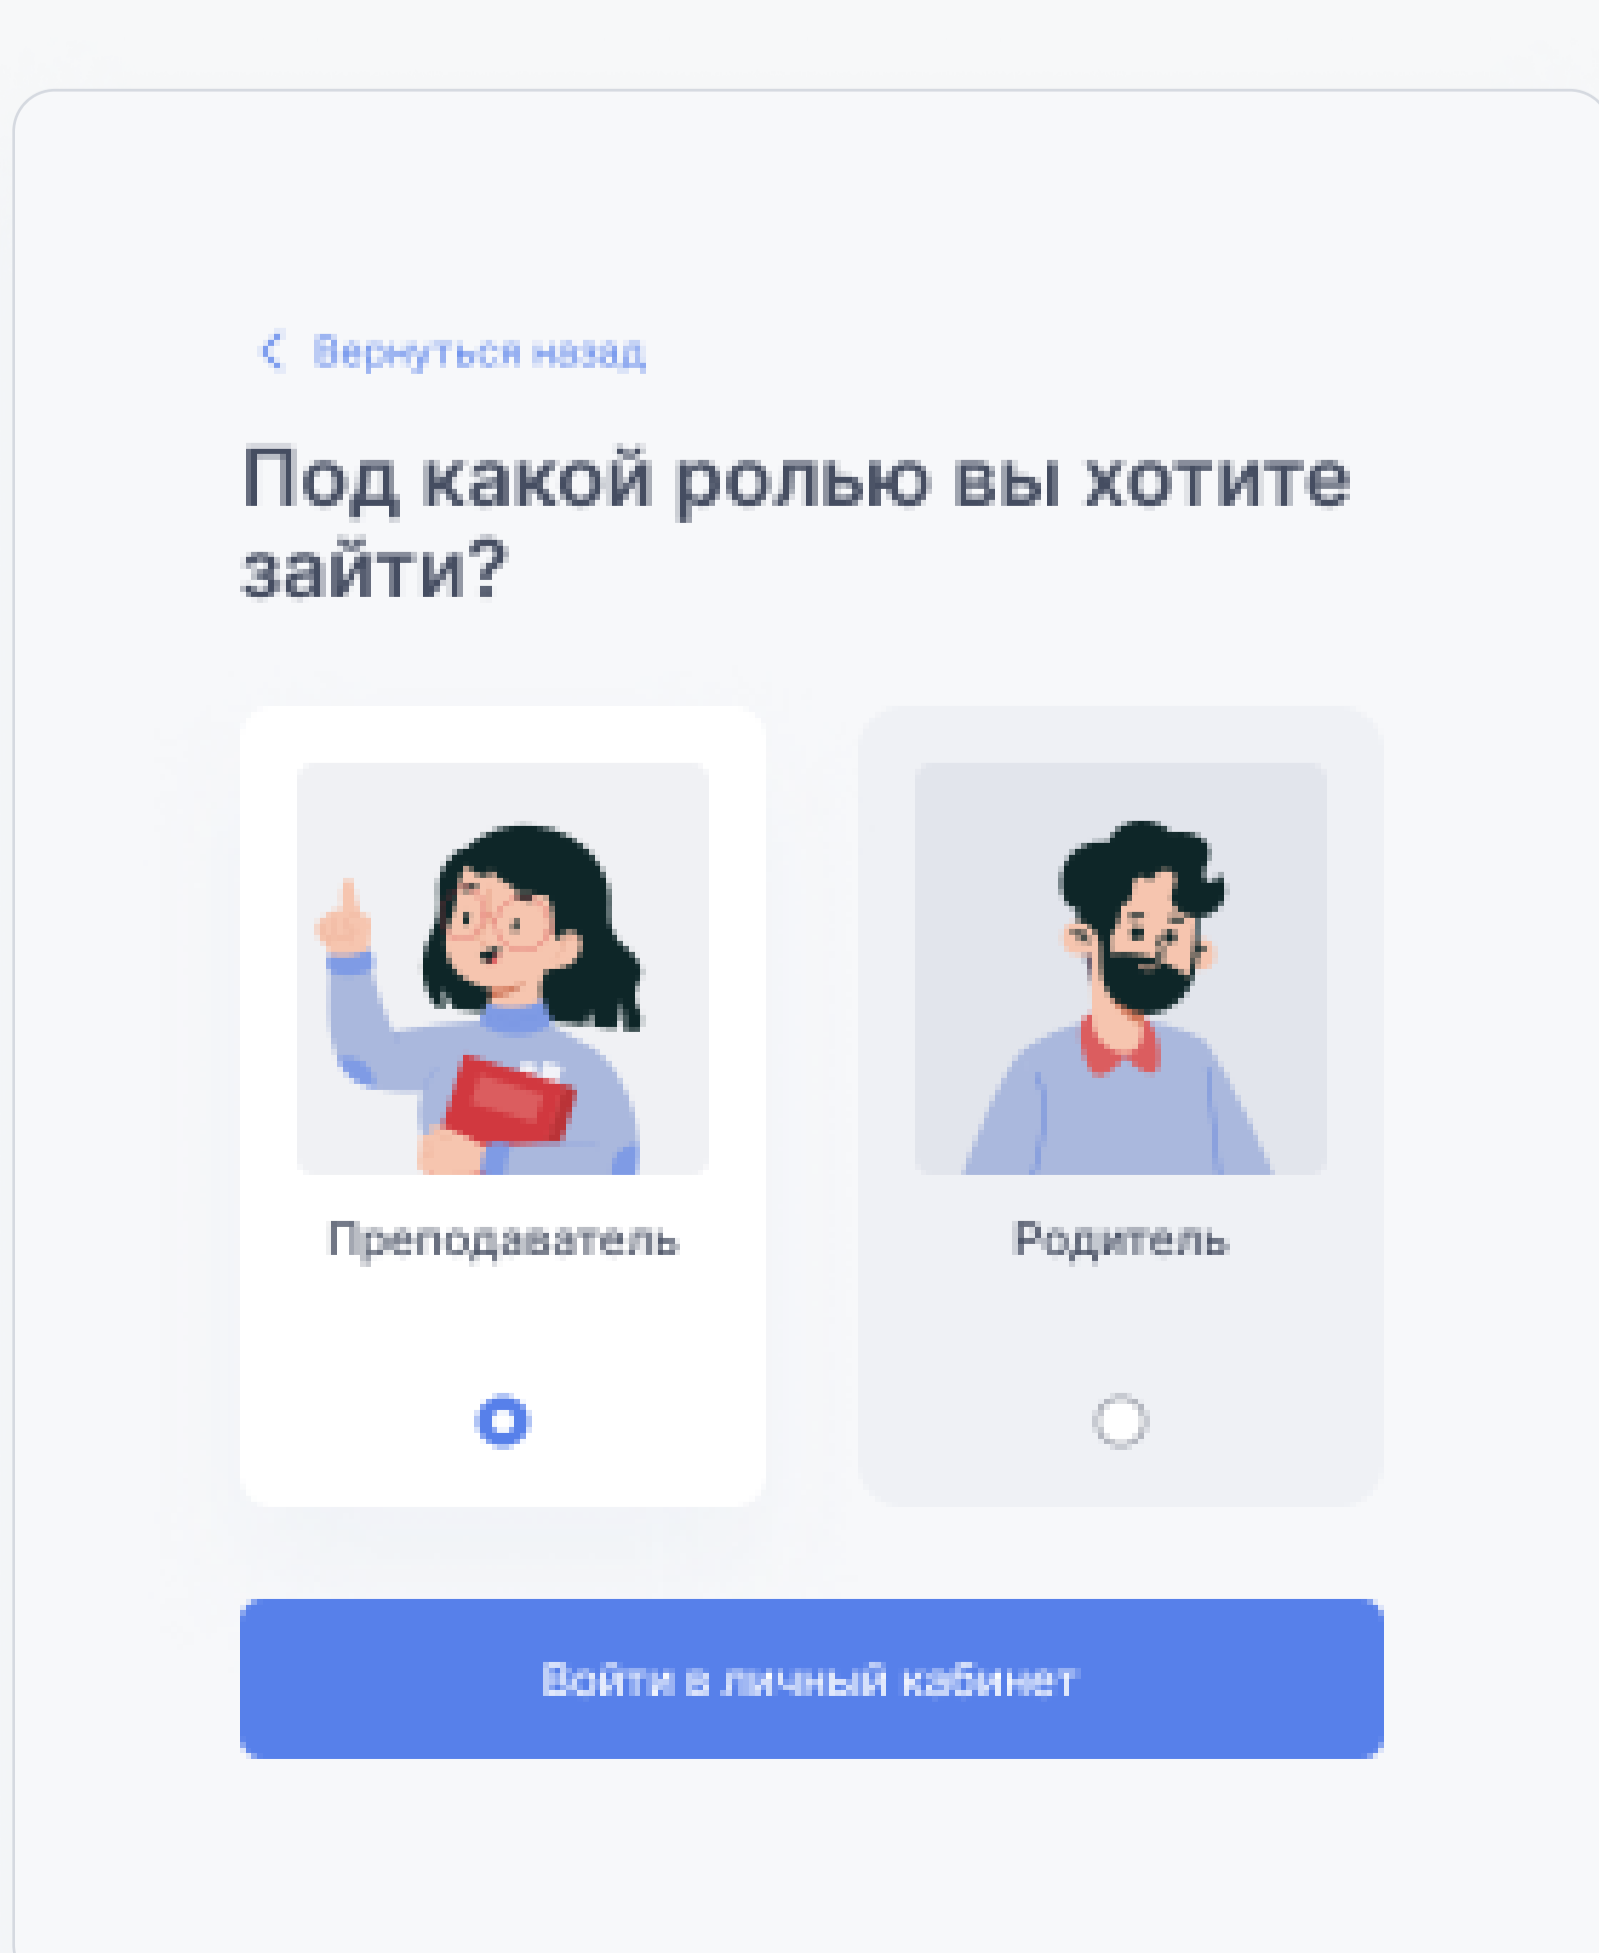 Вернуться назад
Под какой ролью вы хотите
зайти?
Преподаватель
Родитель
Войти в личный кабинет